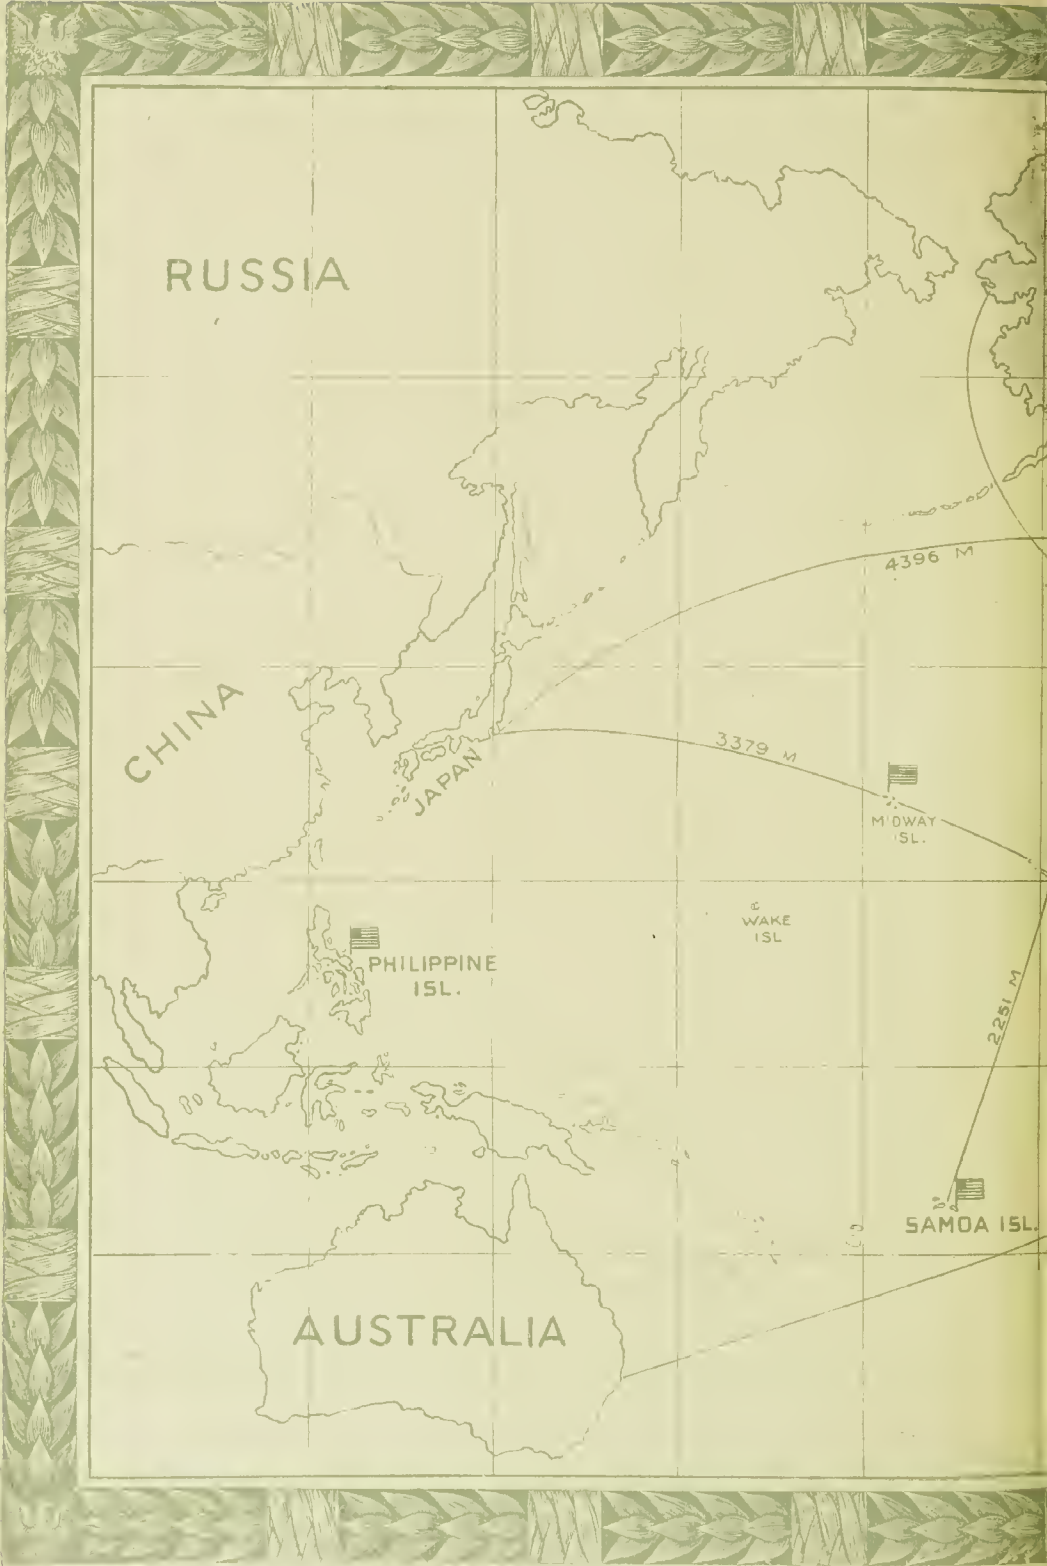 RUSSIA
4396 M
CHINA
3379 M
JAPAN
MIDWAY
ISL.
WAKE
ISL
PHILIPPINE
ISL.
2251 M
SAMOA ISL.
AUSTRALIA